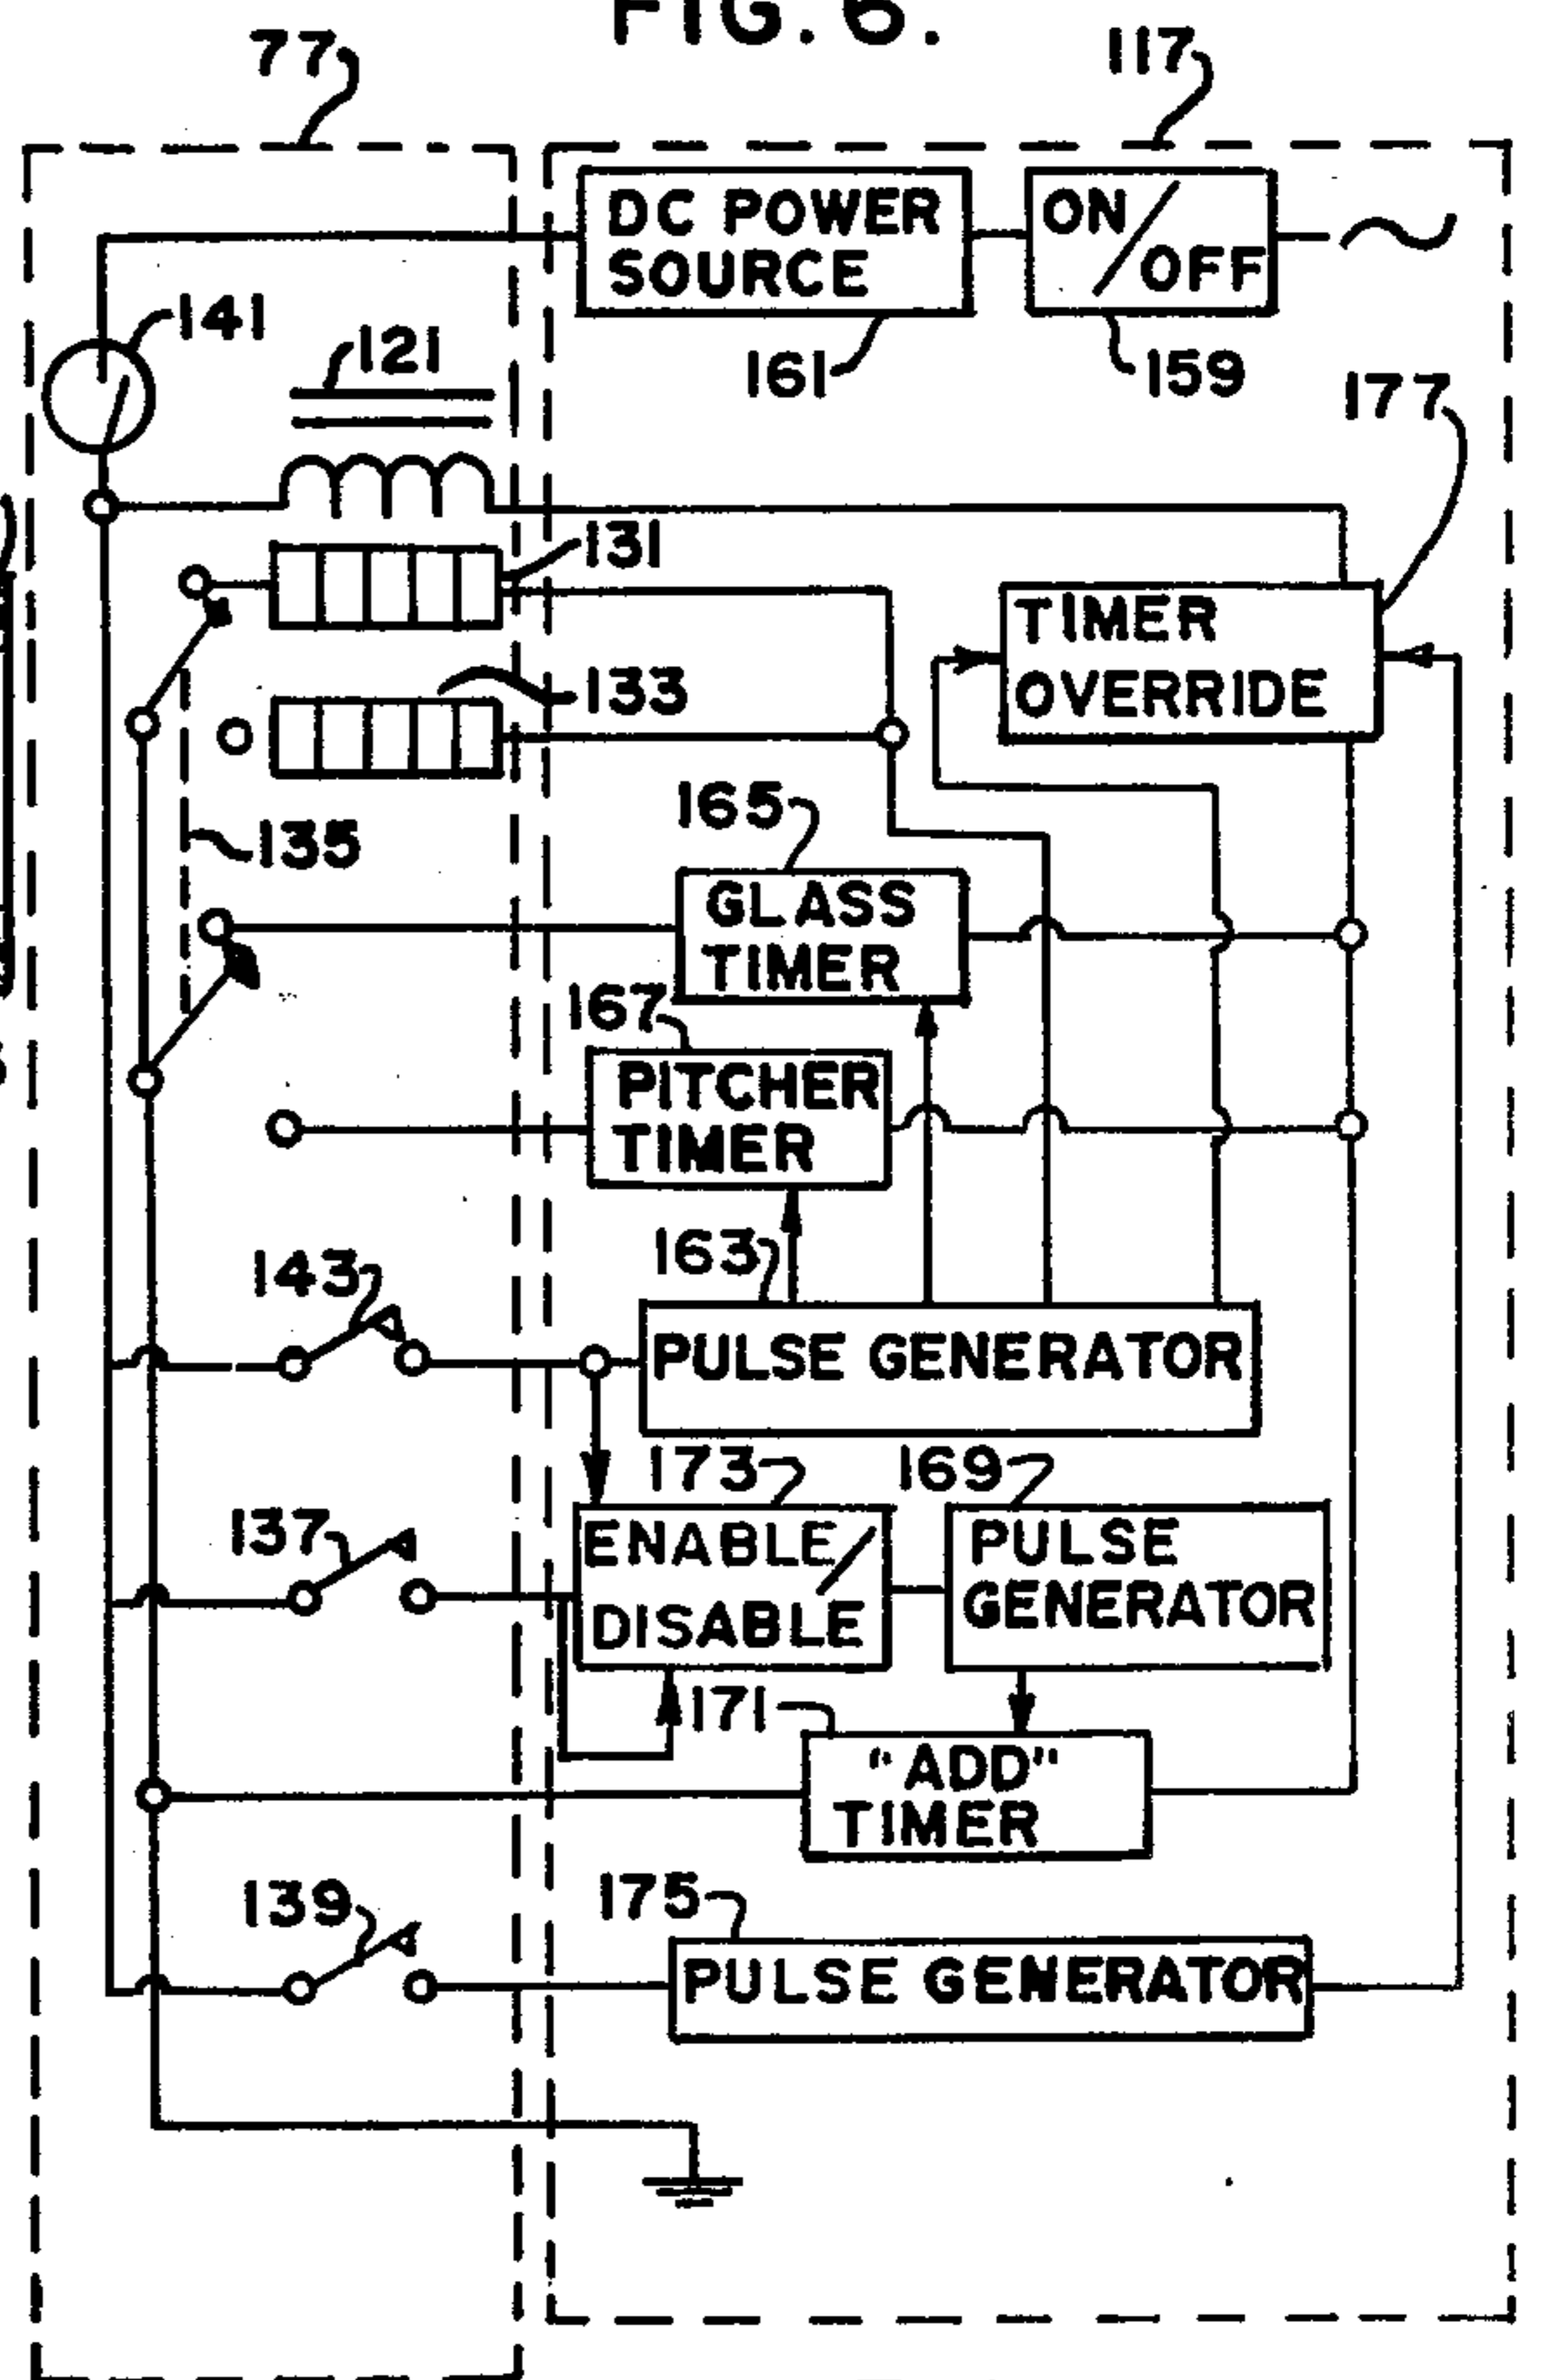 FIG. 6.
77
117
DC POWER
SOURCE
ON/
OFF
141
121
161
159
177
131
TIMER
OVERRIDE
133
165
135
GLASS
TIMER
167
PITCHER
TIMER
163
143
PULSE GENERATOR
173
169
137
ENABLE/
DISABLE
PULSE
GENERATOR
171
"ADD"
TIMER
139
175
PULSE GENERATOR